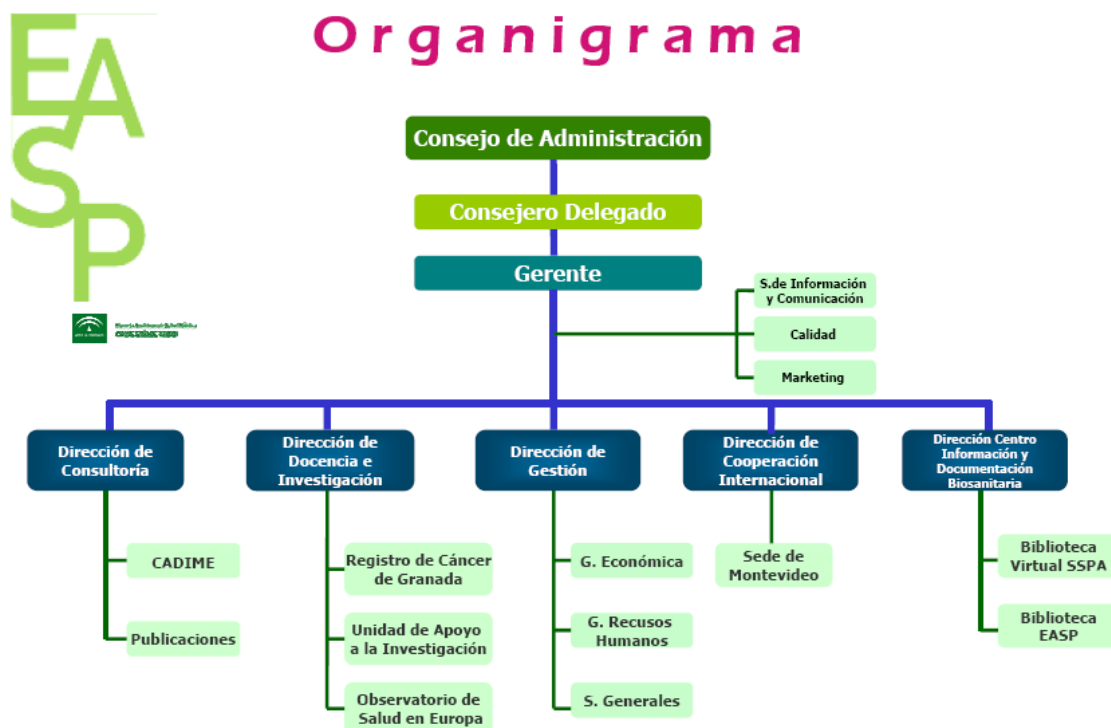 Organigrama
EASP
Consejo de Administración
Consejero Delegado
Gerente
S.de Información
y Comunicación
Calidad
Marketing
Dirección de
Consultoría
Dirección de
Docencia e
Investigación
Dirección de
Gestión
Dirección de
Cooperación
Internacional
Dirección Centro
Información y
Documentación
Biosanitaria
CADIME
Publicaciones
Registro de Cáncer
de Granada
Unidad de Apoyo
a la Investigación
Observatorio de
Salud en Europa
G. Económica
G. Recusos
Humanos
S. Generales
Sede de
Montevideo
Biblioteca
Virtual SSPA
Biblioteca
EASP